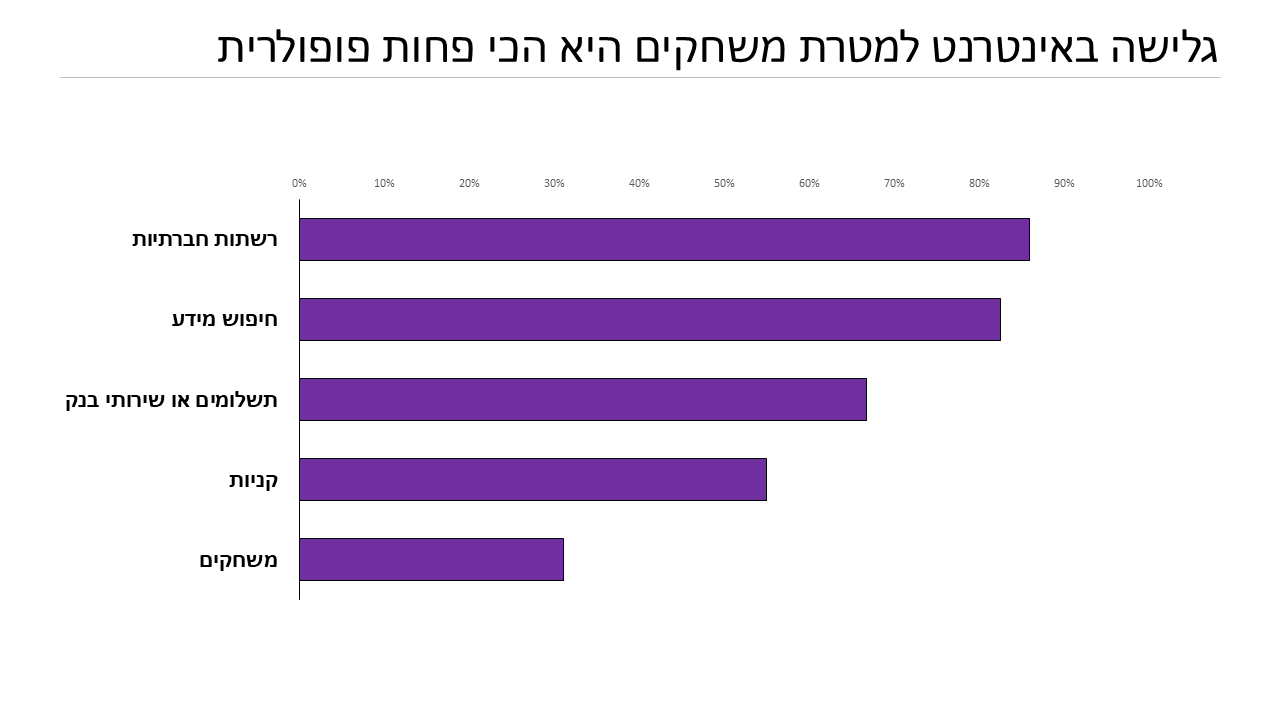 גלישה באינטרנט למטרת משחקים היא הכי פחות פופולרית
0% 10% 20% 30% 40% 50% 60% 70% 80% 90% 100%
רשתות חברתיות
חיפוש מידע
תשלומים או שירותי בנק
קניות
משחקים